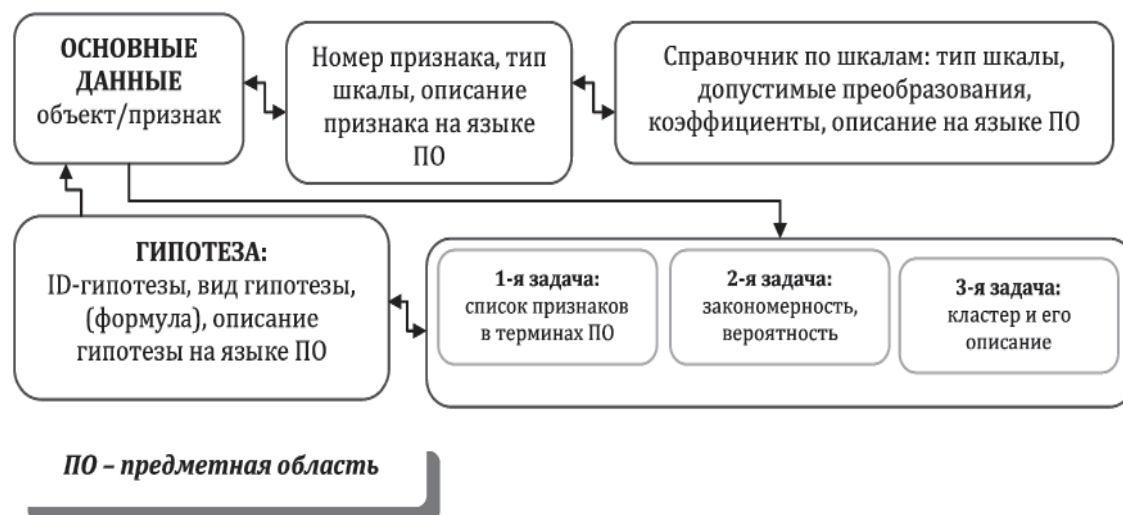 ОСНОВНЫЕ
ДАННЫЕ
объект/признак
Номер признака, тип
шкалы, описание
признака на языке
ПО
Справочник по шкалам: тип шкалы,
допустимые преобразования,
коэффициенты, описание на языке ПО
ГИПОТЕЗА:
ID-гипотезы, вид гипотезы,
(формула), описание
гипотезы на языке ПО
1-я задача:
список признаков
в терминах ПО
2-я задача:
закономерность,
вероятность
3-я задача:
кластер и его
описание
ПО – предметная область